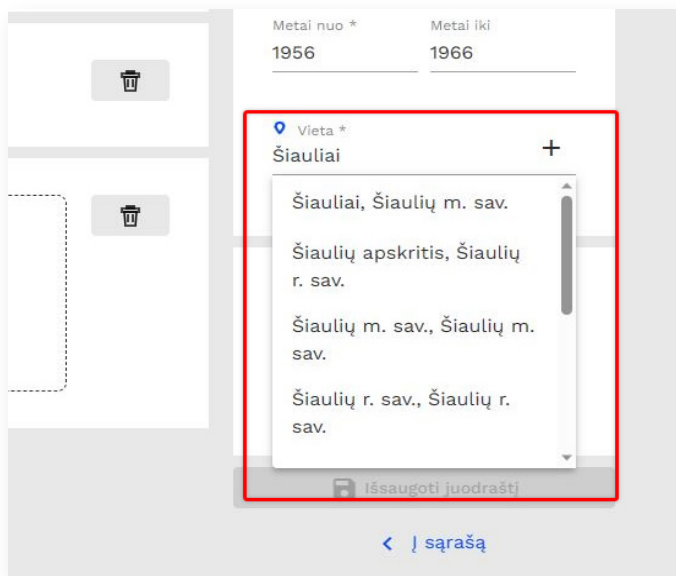 Metai nuo * Metai iki
1956 1966
Vieta *
Šiauliai
Šiauliai, Šiaulių m. sav.
Šiaulių apskritis, Šiaulių
r. sav.
Šiaulių m. sav., Šiaulių m.
sav.
Šiaulių r. sav., Šiaulių r.
sav.
Išsaugoti juodraštį
Į sąrašą